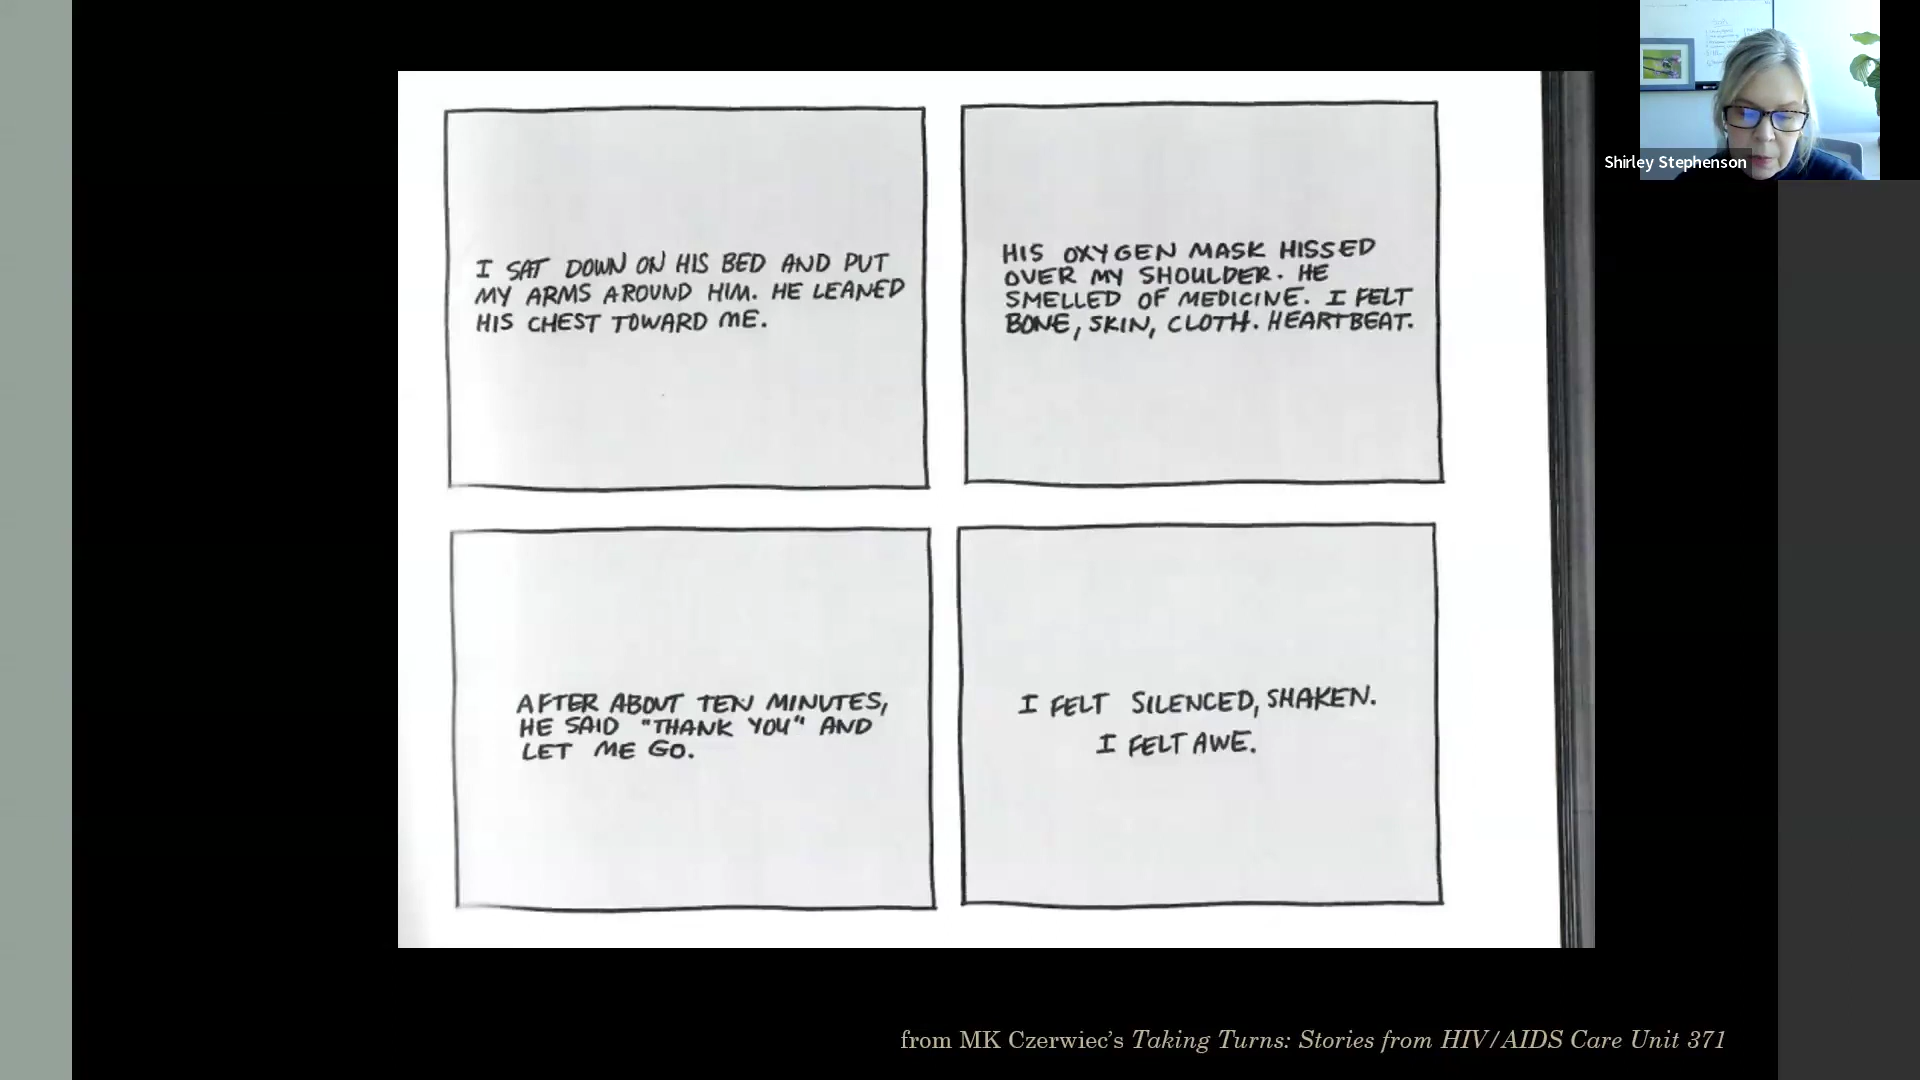 I SAT DOWN ON HIS BED AND PUT
MY ARMS AROUND HIM. HE LEANED
HIS CHEST TOWARD ME.
HIS OXYGEN MASK HISSED
OVER MY SHOULDER. HE
SMELLED OF MEDICINE. I FELT
BONE, SKIN, CLOTH. HEARTBEAT.
AFTER ABOUT TEN MINUTES,
HE SAID "THANK YOU" AND
LET ME GO.
I FELT SILENCED, SHAKEN.
I FELT AWE.
Shirley Stephenson
from MK Czerwiec’s Taking Turns: Stories from HIV/AIDS Care Unit 371